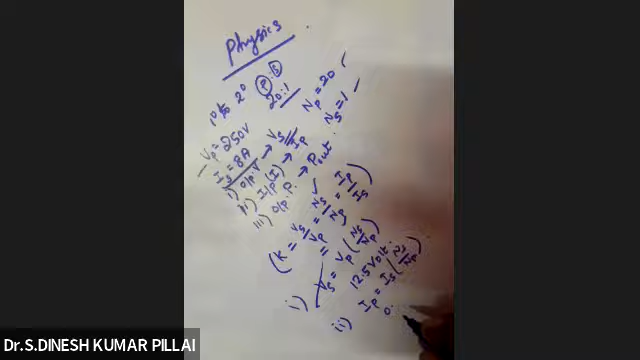 Physics
1° to 2°
P : S
20:1
Np = 20
Ns = 1
Vp = 250V
Is = 8A
i) O/P. V → Vs
ii) I/P (I) → Ip
iii) O/P. P. → Pout
(K = Vs/Vp = Ns/Np = Ip/Is)
i) Vs = Vp (Ns/Np)
12.5 Volt.
ii) Ip = Is (Ns/Np)
0.
Dr.S.DINESH KUMAR PILLAI